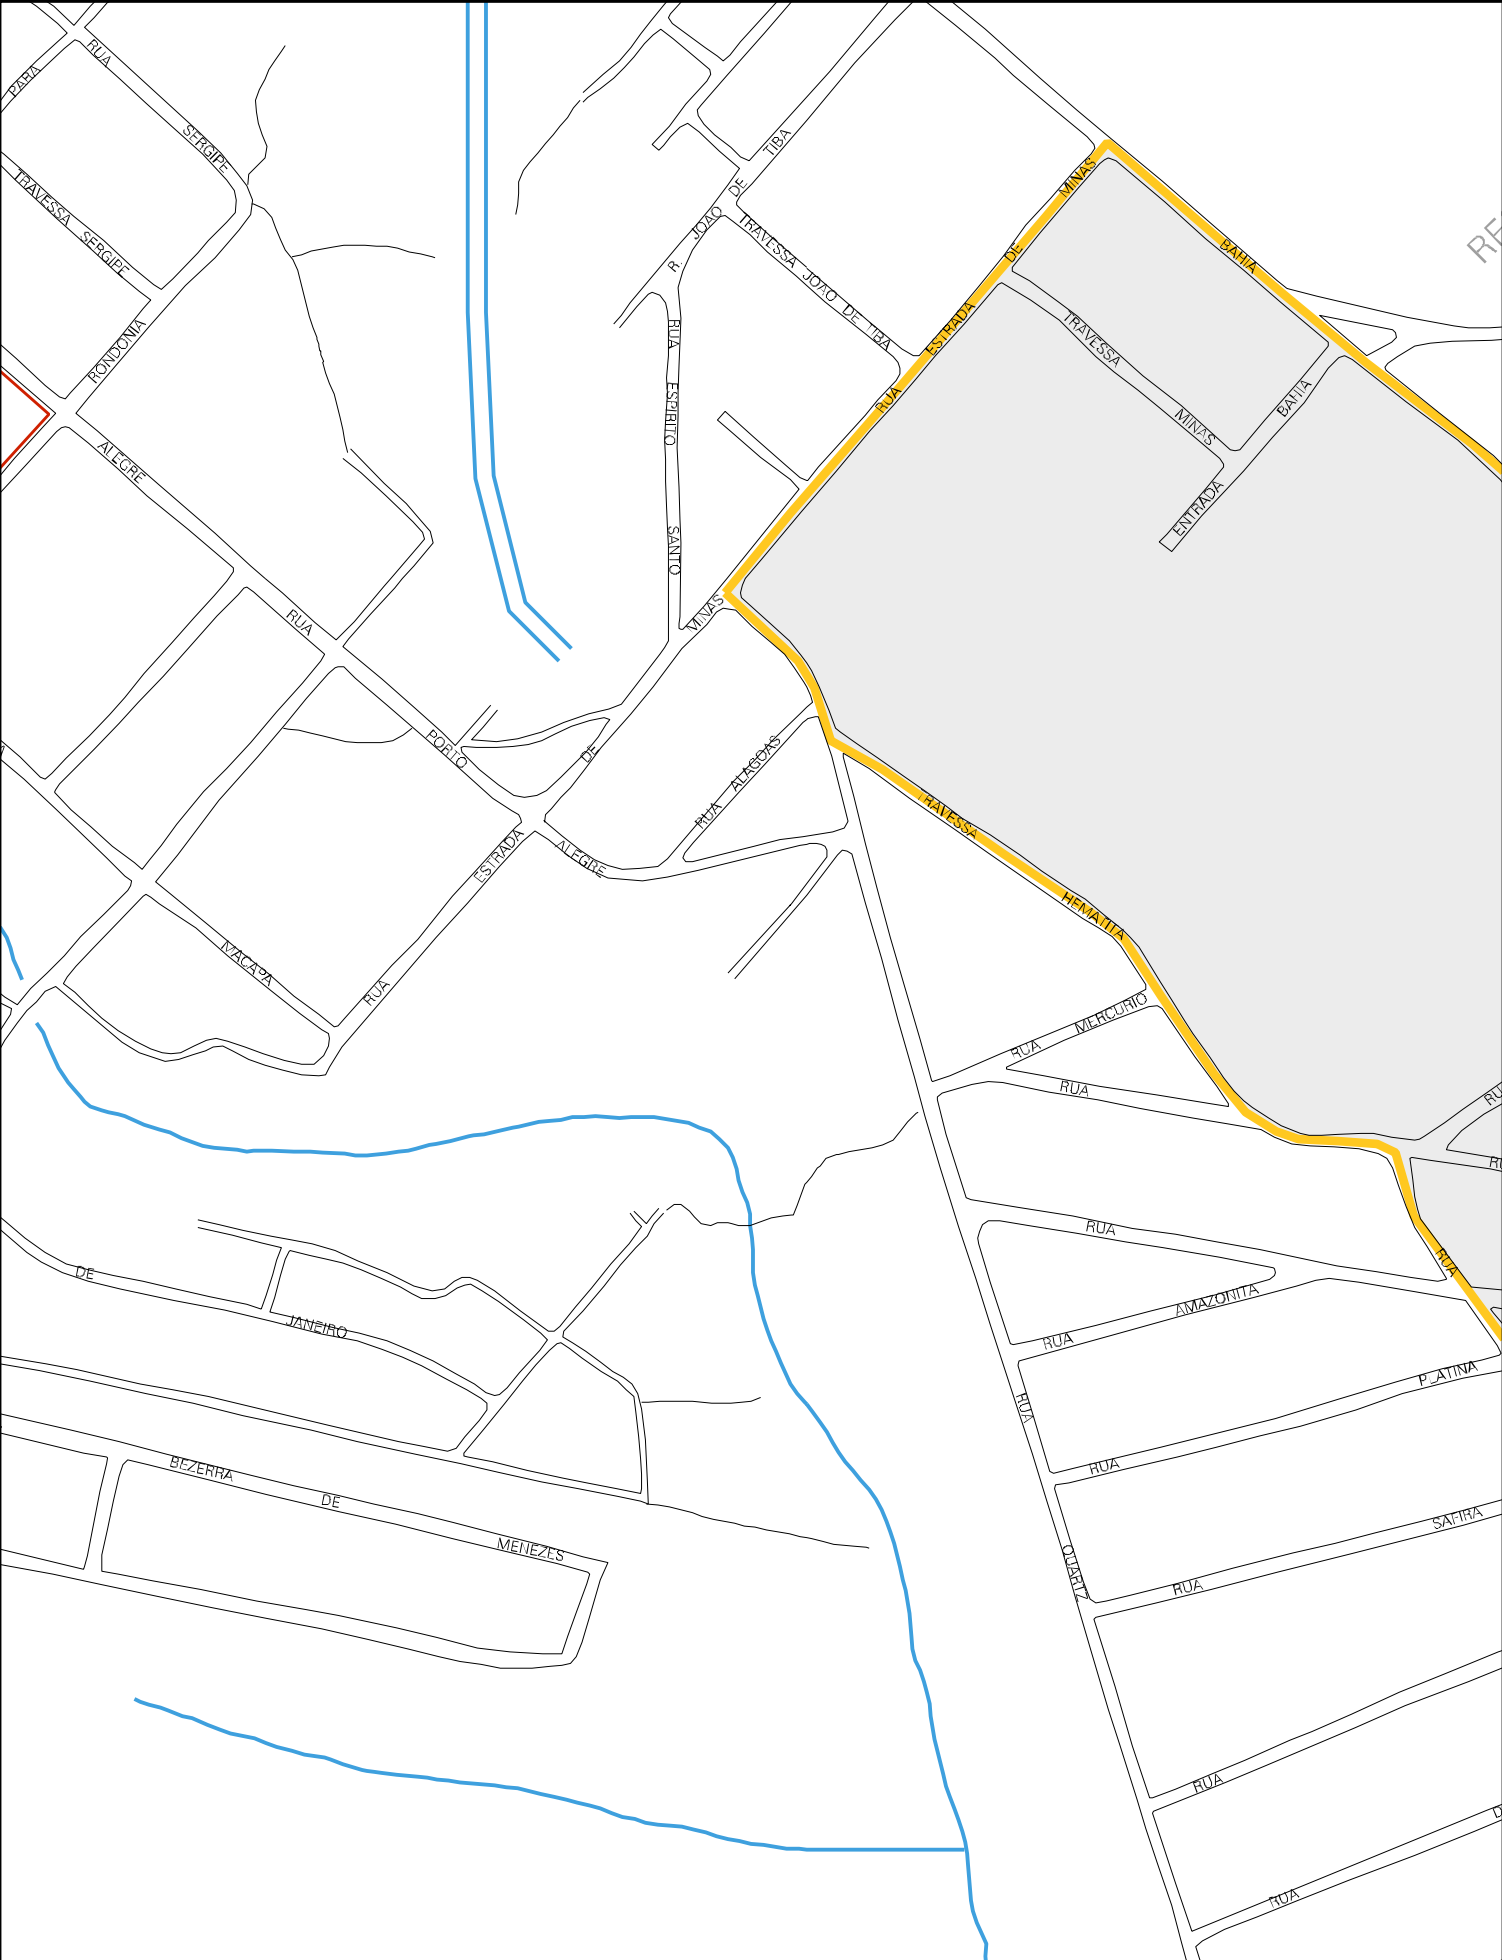 PARA
RUA
SERGIPE
TRAVESSA SERGIPE
RONDONIA
ALEGRE
RUA
PORTO
ALEGRE
R. JOAO DE TIBA
TRAVESSA JOAO DE TIBA
RUA ESPIRITO SANTO
RUA ESTRADA DE MINAS
BAHIA
TRAVESSA MINAS
ENTRADA BAHIA
RUA ESTRADA DE MINAS
RUA ALAGOAS
MACAPA
TRAVESSA HEMATITA
RUA MERCURIO
RUA
RUA
RUA
RUA AMAZONITA
RUA PLATINA
RUA SAFIRA
RUA QUARTZ
RUA
RUA
DE JANEIRO
BEZERRA DE MENEZES